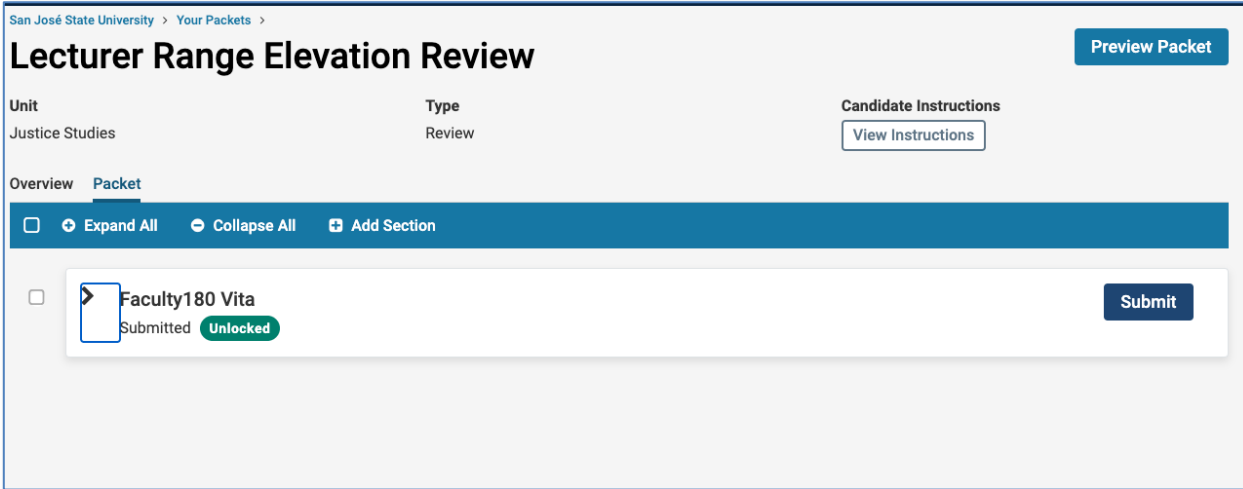 San José State University > Your Packets >
Lecturer Range Elevation Review
Preview Packet
Unit Type Candidate Instructions
Justice Studies Review View Instructions
Overview Packet
Expand All Collapse All Add Section
Faculty180 Vita
Submitted Unlocked
Submit